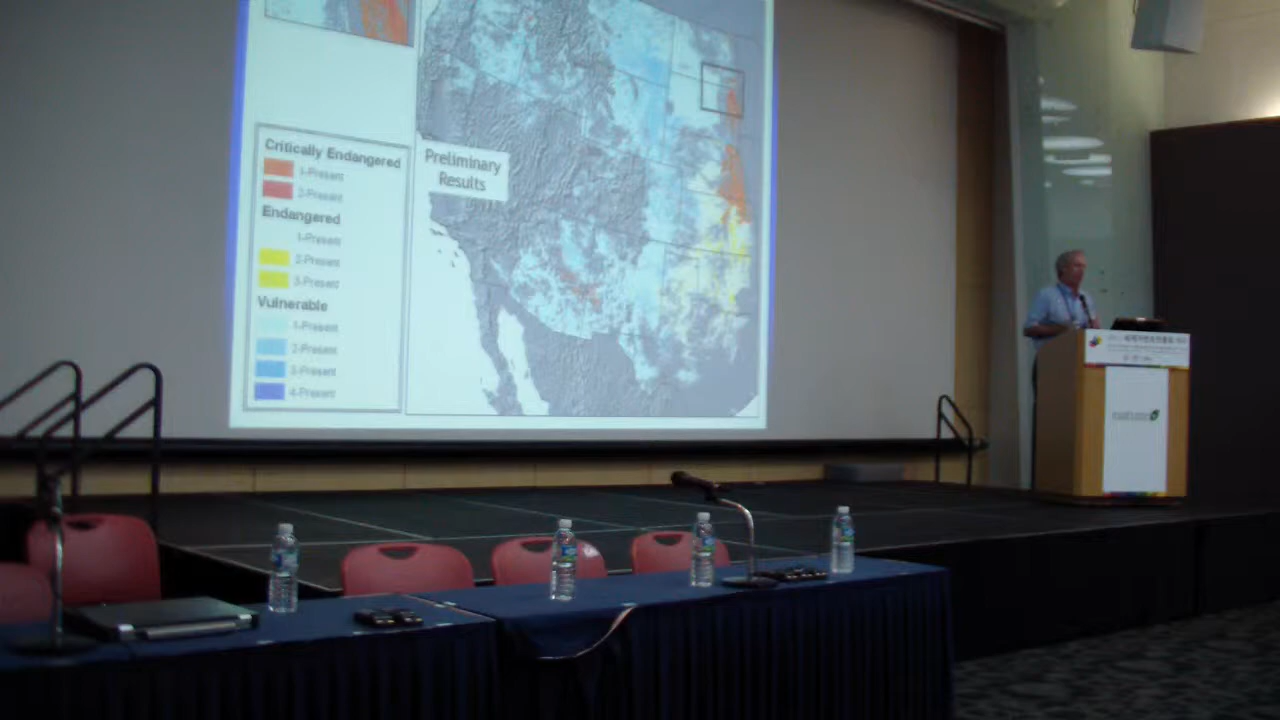 Critically Endangered
1-Present
2-Present
Endangered
1-Present
2-Present
3-Present
Vulnerable
1-Present
2-Present
3-Present
4-Present
Preliminary
Results